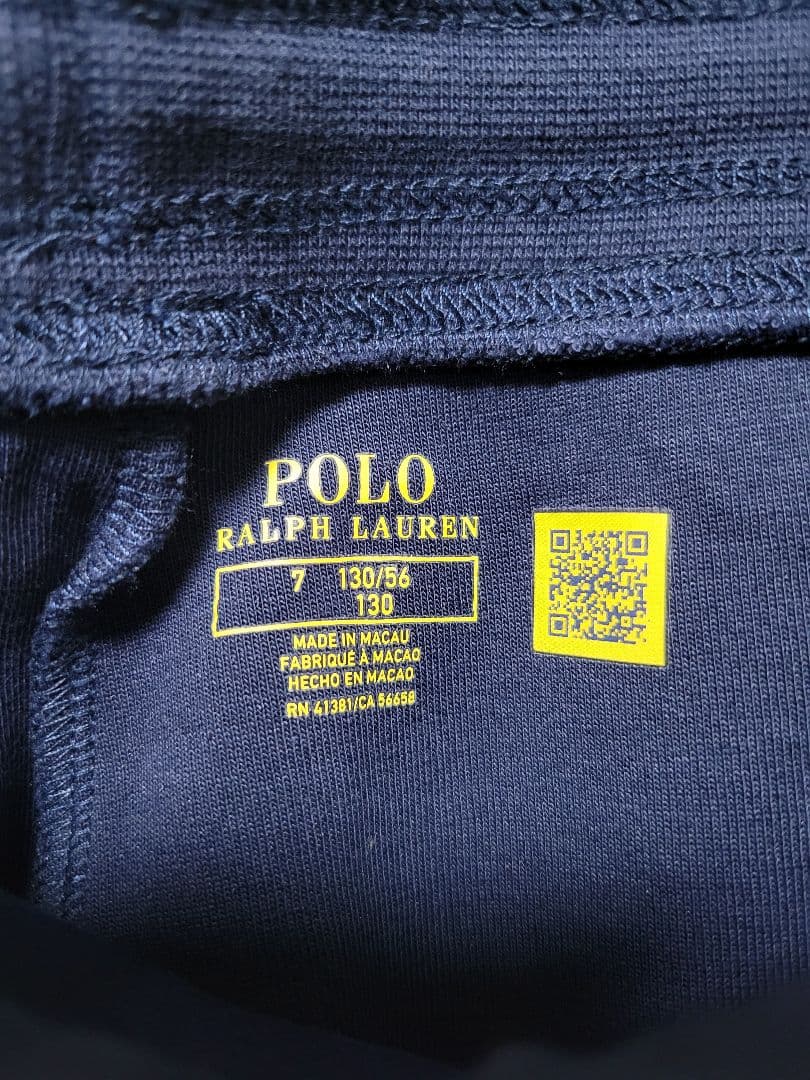 POLO
RALPH LAUREN
7 130/56
130
MADE IN MACAU
FABRIQUÉ À MACAO
HECHO EN MACAO
RN 41381/CA 56658